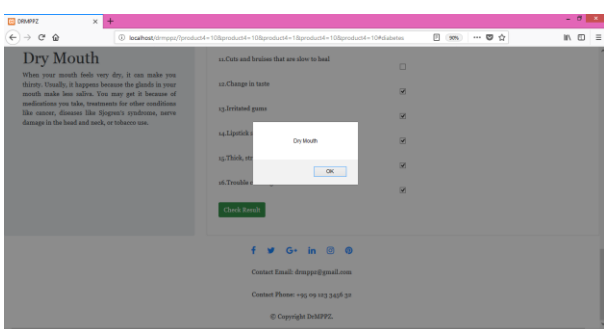 DRMPPZ
localhost/drmppz/?product4=10&product4=10&product4=1&product4=10&product4=10#diabetes
90%
Dry Mouth
When your mouth feels very dry, it can make you
thirsty. Usually, it happens because the glands in your
mouth make less saliva. You may get it because of
medications you take, treatments for other conditions
like cancer, diseases like Sjogren's syndrome, nerve
damage in the head and neck, or tobacco use.
11.Cuts and bruises that are slow to heal
12.Change in taste
13.Irritated gums
14.Lipstick
15.Thick, str
16.Trouble
Dry Mouth
OK
Check Result
Contact Email: drmppz@gmail.com
Contact Phone: +99 09 023 3456 32
© Copyright DrMPPZ.